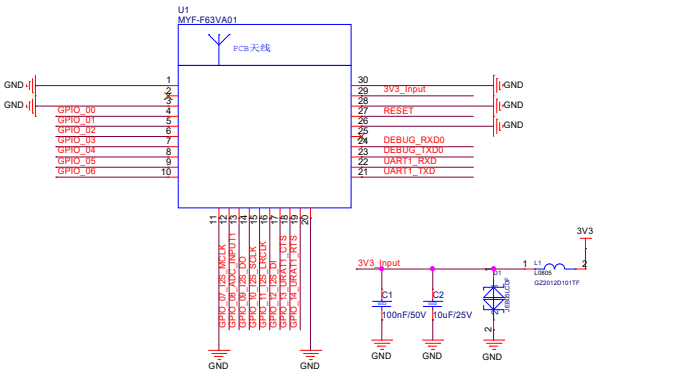 U1
MYF-F63VA01
PCB天线
GND
1
30
GND
2
29
3V3_Input
GND
3
28
GND
GPIO_00
4
27
RESET
GPIO_01
5
26
GND
GPIO_02
6
25
GPIO_03
7
24
DEBUG_RXD0
GPIO_04
8
23
DEBUG_TXD0
GPIO_05
9
22
UART1_RXD
GPIO_06
10
21
UART1_TXD
11
12
13
14
15
16
17
18
19
20
GPIO_07_I2S_MCLK
GPIO_08_ADC_INPUT1
GPIO_09_I2S_DO
GPIO_10_I2S_SCLK
GPIO_11_I2S_LRCLK
GPIO_12_I2S_DI
GPIO_13_URAT1_CTS
GPIO_14_URAT1_RTS
GND
GND
3V3
3V3_Input
1
L1
2
L0805
GZ2012D101TF
1
D1
C1
100nF/50V
C2
10uF/25V
2
GND
GND
GND